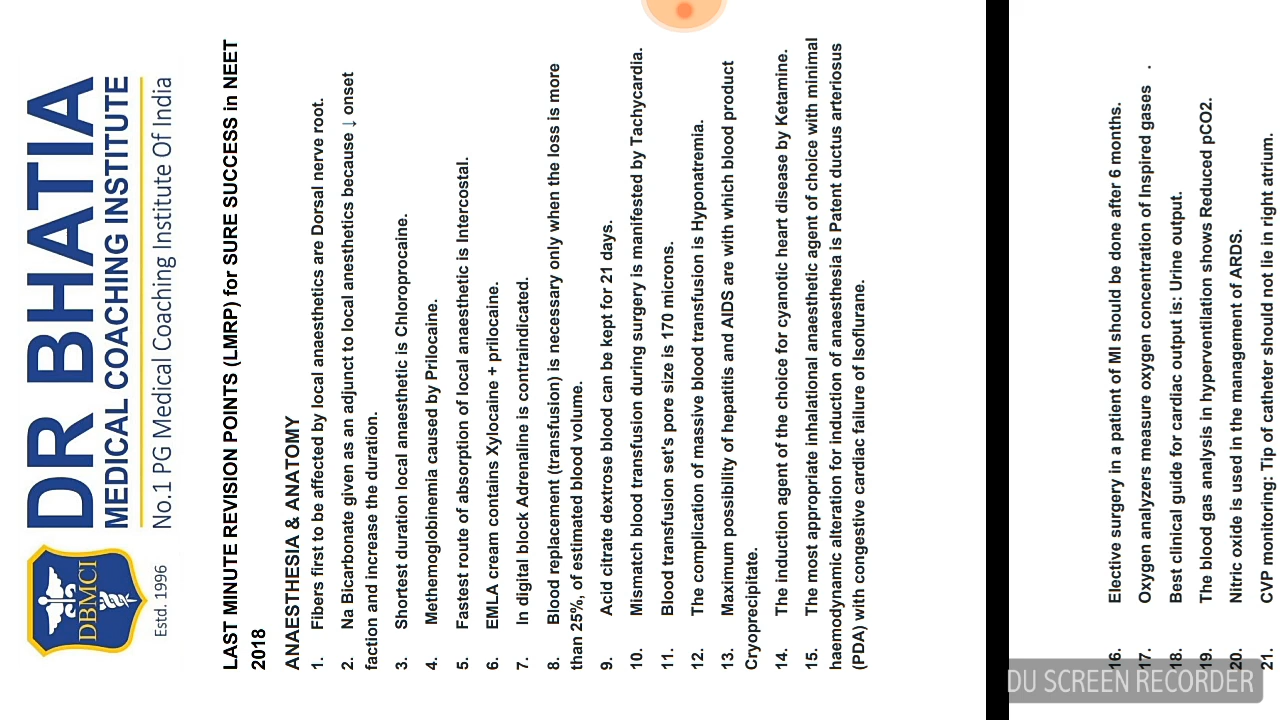 DR BHATIA
MEDICAL COACHING INSTITUTE
No.1 PG Medical Coaching Institute Of India
DBMCI
Estd. 1996
LAST MINUTE REVISION POINTS (LMRP) for SURE SUCCESS in NEET
2018
ANAESTHESIA & ANATOMY
1. Fibers first to be affected by local anaesthetics are Dorsal nerve root.
2. Na Bicarbonate given as an adjunct to local anesthetics because ↓ onset
faction and increase the duration.
3. Shortest duration local anaesthetic is Chloroprocaine.
4. Methemoglobinemia caused by Prilocaine.
5. Fastest route of absorption of local anaesthetic is Intercostal.
6. EMLA cream contains Xylocaine + prilocaine.
7. In digital block Adrenaline is contraindicated.
8. Blood replacement (transfusion) is necessary only when the loss is more
than 25%, of estimated blood volume.
9. Acid citrate dextrose blood can be kept for 21 days.
10. Mismatch blood transfusion during surgery is manifested by Tachycardia.
11. Blood transfusion set's pore size is 170 microns.
12. The complication of massive blood transfusion is Hyponatremia.
13. Maximum possibility of hepatitis and AIDS are with which blood product
Cryoprecipitate.
14. The induction agent of the choice for cyanotic heart disease by Ketamine.
15. The most appropriate inhalational anaesthetic agent of choice with minimal
haemodynamic alteration for induction of anaesthesia is Patent ductus arteriosus
(PDA) with congestive cardiac failure of Isoflurane.
16. Elective surgery in a patient of MI should be done after 6 months.
17. Oxygen analyzers measure oxygen concentration of Inspired gases .
18. Best clinical guide for cardiac output is: Urine output.
19. The blood gas analysis in hyperventilation shows Reduced pCO2.
20. Nitric oxide is used in the management of ARDS.
21. CVP monitoring: Tip of catheter should not lie in right atrium.
DU SCREEN RECORDER